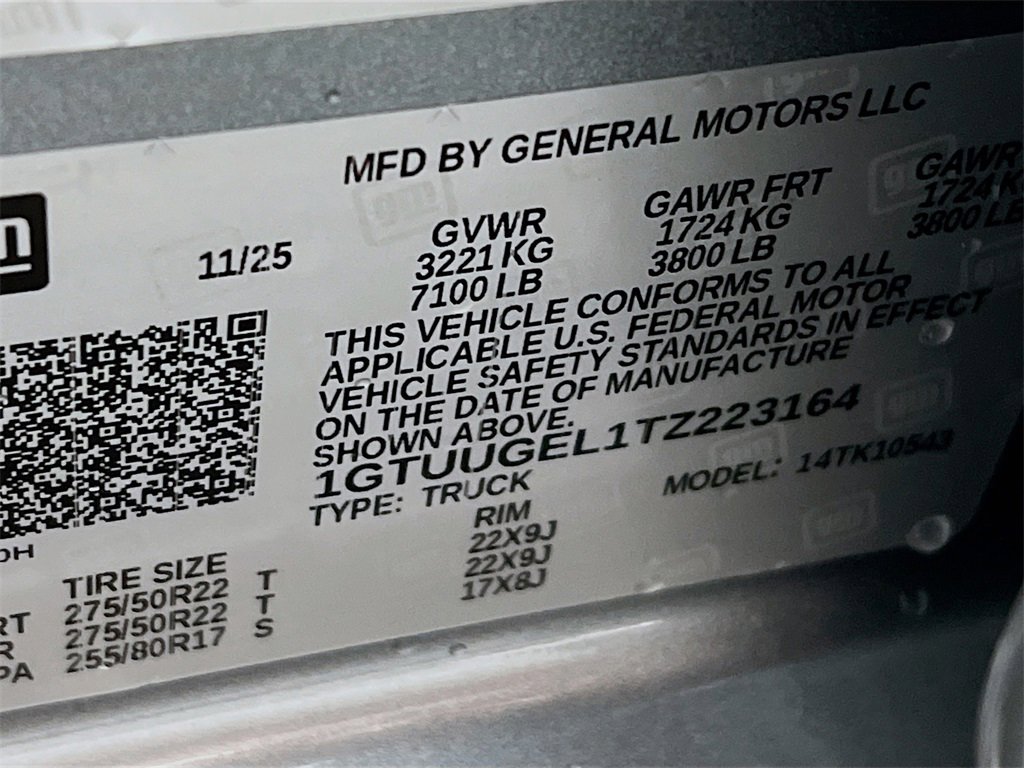 MFD BY GENERAL MOTORS LLC
11/25
GVWR GAWR FRT GAWR
3221 KG 1724 KG 1724 K
7100 LB 3800 LB 3800 LB
THIS VEHICLE CONFORMS TO ALL
APPLICABLE U.S. FEDERAL MOTOR
VEHICLE SAFETY STANDARDS IN EFFECT
ON THE DATE OF MANUFACTURE
SHOWN ABOVE.
1GTUUGEL1TZ223164
TYPE: TRUCK MODEL: 14TK10543
TIRE SIZE RIM
RT 275/50R22 T 22X9J
R 275/50R22 T 22X9J
PA 255/80R17 S 17X8J